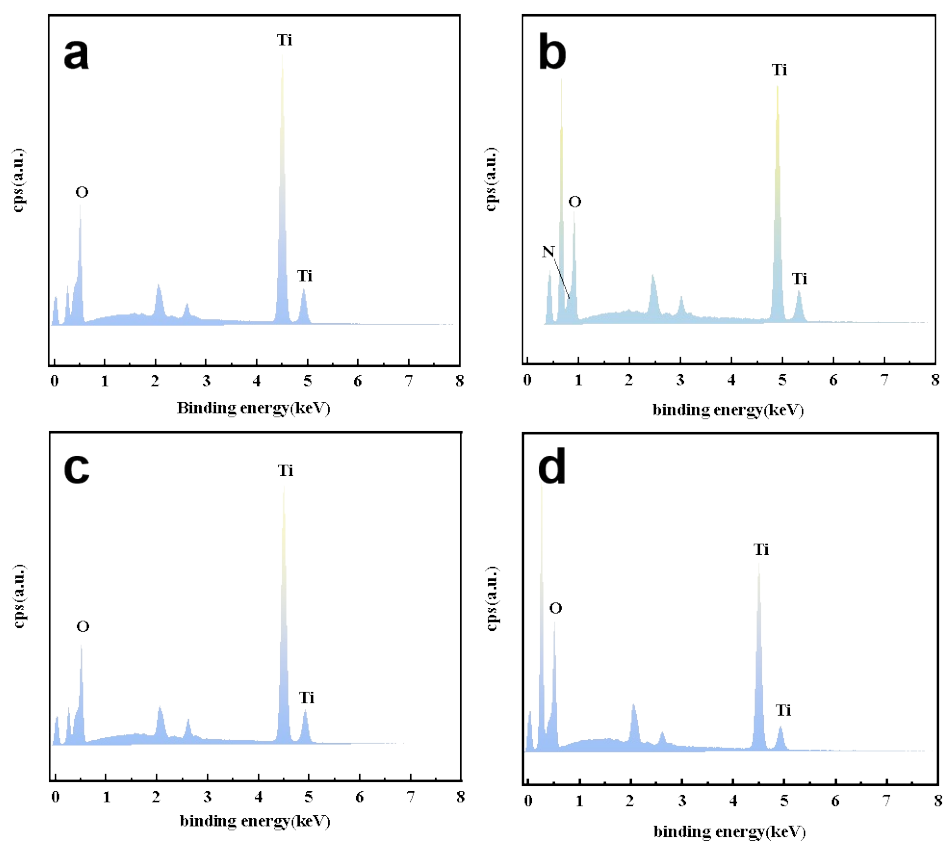 a
Ti
O
Ti
cps(a.u.)
0 1 2 3 4 5 6 7 8
Binding energy(keV)
b
Ti
O
N
Ti
cps(a.u.)
0 1 2 3 4 5 6 7 8
binding energy(keV)
c
Ti
O
Ti
cps(a.u.)
0 1 2 3 4 5 6 7 8
binding energy(keV)
d
Ti
O
Ti
cps(a.u.)
0 1 2 3 4 5 6 7 8
binding energy(keV)